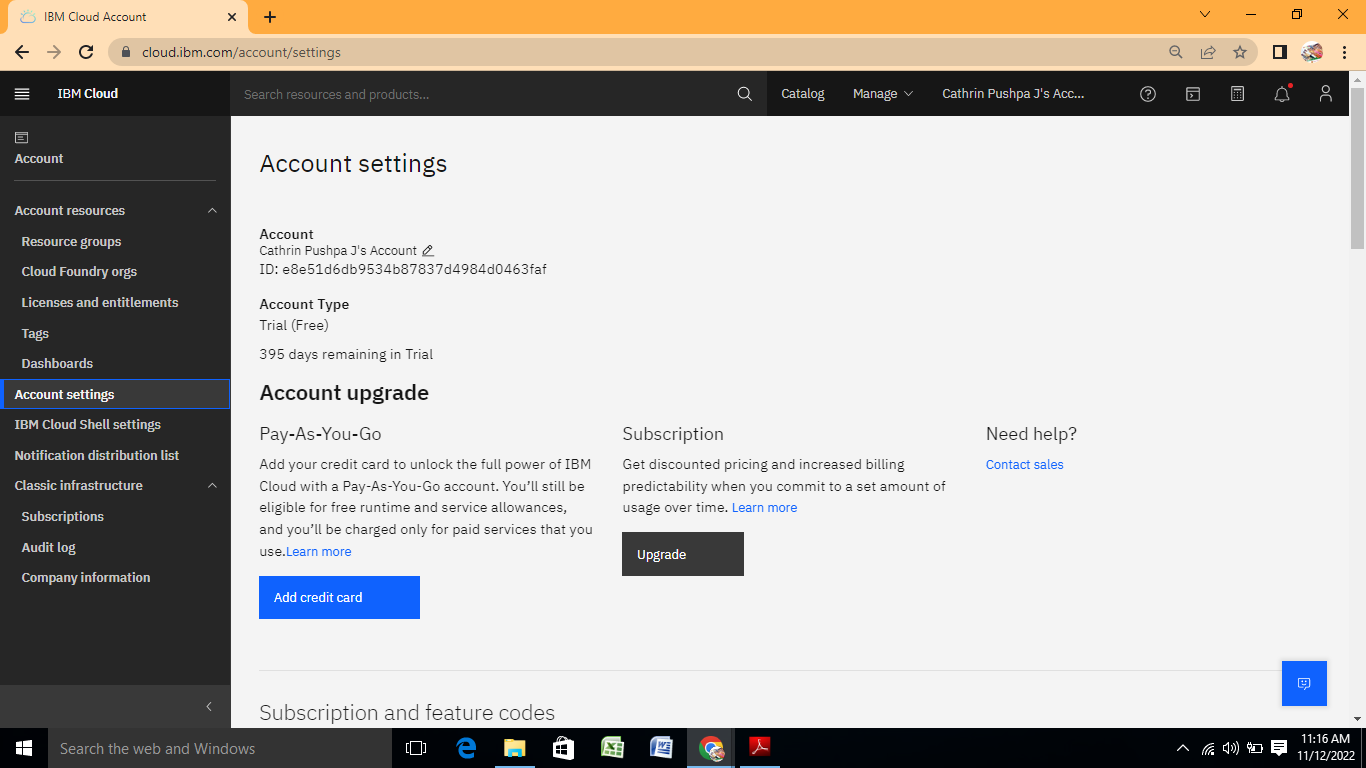 IBM Cloud Account
cloud.ibm.com/account/settings
IBM Cloud
Search resources and products...
Catalog
Manage
Cathrin Pushpa J's Acc...
Account
Account resources
Resource groups
Cloud Foundry orgs
Licenses and entitlements
Tags
Dashboards
Account settings
IBM Cloud Shell settings
Notification distribution list
Classic infrastructure
Subscriptions
Audit log
Company information
Account settings
Account
Cathrin Pushpa J's Account
ID: e8e51d6db9534b87837d4984d0463faf
Account Type
Trial (Free)
395 days remaining in Trial
Account upgrade
Pay-As-You-Go
Add your credit card to unlock the full power of IBM
Cloud with a Pay-As-You-Go account. You’ll still be
eligible for free runtime and service allowances,
and you’ll be charged only for paid services that you
use.Learn more
Add credit card
Subscription
Get discounted pricing and increased billing
predictability when you commit to a set amount of
usage over time. Learn more
Upgrade
Need help?
Contact sales
Subscription and feature codes
Search the web and Windows
11:16 AM
11/12/2022